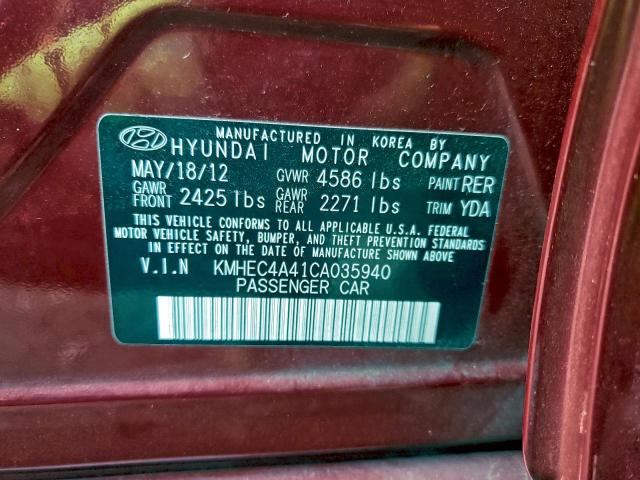 MANUFACTURED IN KOREA BY
HYUNDAI MOTOR COMPANY
MAY/18/12 GVWR 4586 lbs PAINT RER
GAWR FRONT 2425 lbs GAWR REAR 2271 lbs TRIM YDA
THIS VEHICLE CONFORMS TO ALL APPLICABLE U.S.A. FEDERAL
MOTOR VEHICLE SAFETY, BUMPER, AND THEFT PREVENTION STANDARDS
IN EFFECT ON THE DATE OF MANUFACTURE SHOWN ABOVE
V.I.N KMHEC4A41CA035940
PASSENGER CAR